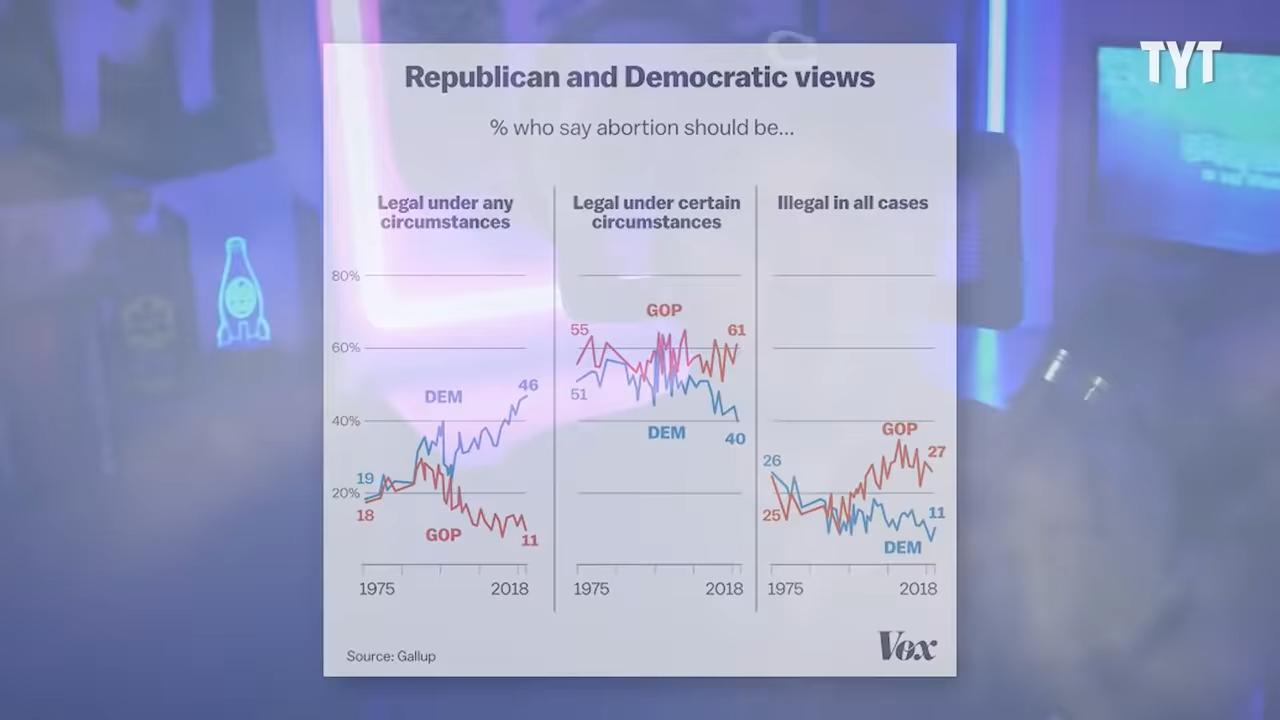 TYT
Republican and Democratic views
% who say abortion should be...
Legal under any
circumstances
Legal under certain
circumstances
Illegal in all cases
80%
60%
40%
20%
DEM
46
19
18
GOP
11
1975
2018
GOP
55
61
51
DEM
40
1975
2018
GOP
27
26
25
11
DEM
1975
2018
Source: Gallup
Vox